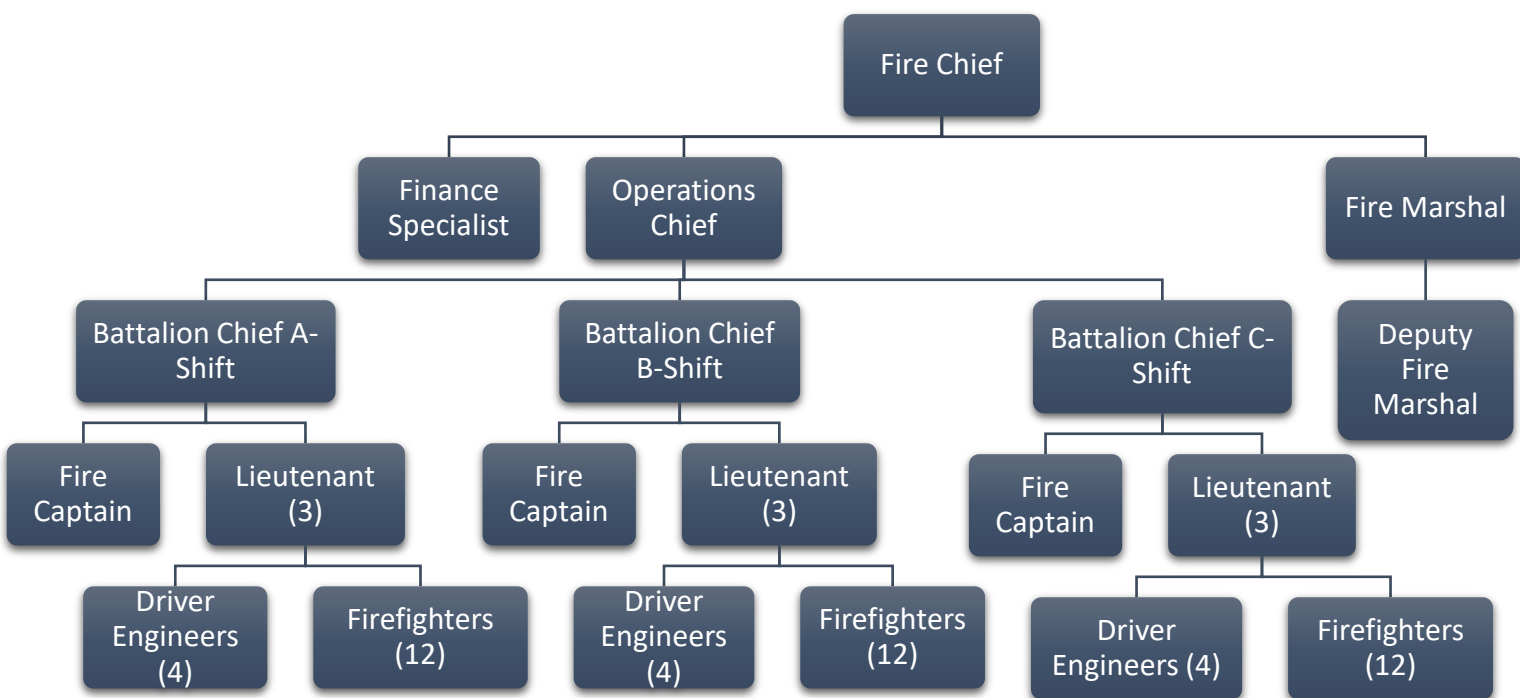 Fire Chief
Finance
Specialist
Operations
Chief
Fire Marshal
Battalion Chief A-
Shift
Battalion Chief
B-Shift
Battalion Chief C-
Shift
Deputy
Fire
Marshal
Fire
Captain
Lieutenant
(3)
Fire
Captain
Lieutenant
(3)
Fire
Captain
Lieutenant
(3)
Driver
Engineers
(4)
Firefighters
(12)
Driver
Engineers
(4)
Firefighters
(12)
Driver
Engineers (4)
Firefighters
(12)